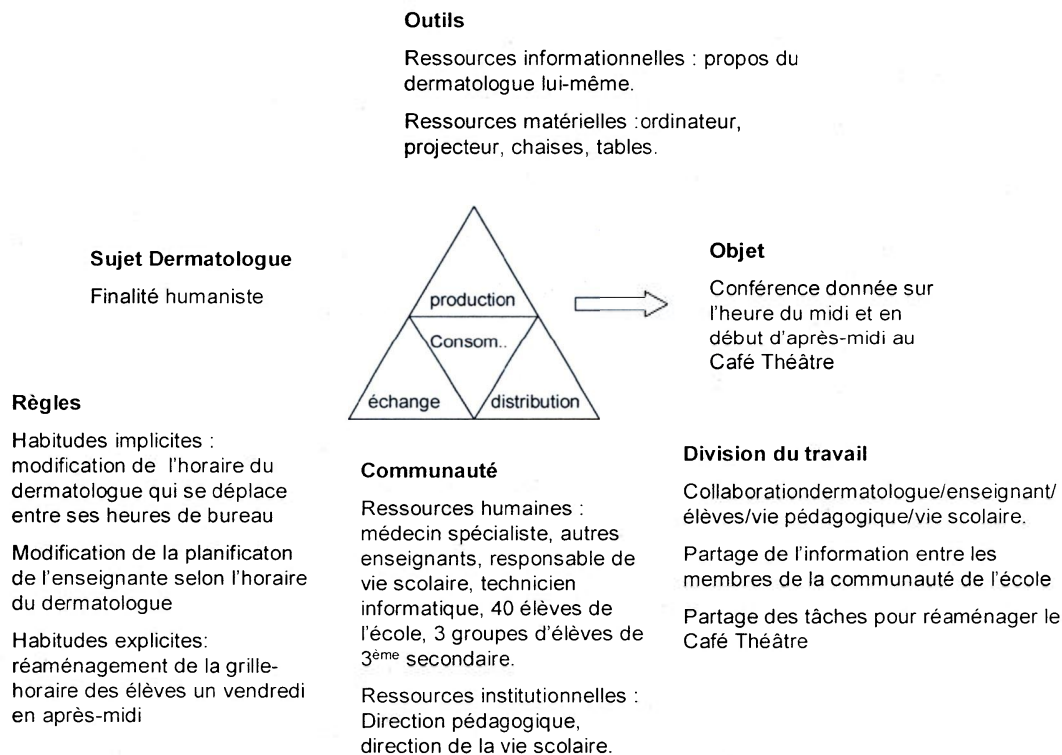 Outils
Ressources informationnelles : propos du
dermatologue lui-même.
Ressources matérielles :ordinateur,
projecteur, chaises, tables.
Sujet Dermatologue
Finalité humaniste
production
Consom..
échange
distribution
Objet
Conférence donnée sur
l'heure du midi et en
début d'après-midi au
Café Théâtre
Règles
Habitudes implicites :
modification de l'horaire du
dermatologue qui se déplace
entre ses heures de bureau
Modification de la planificaton
de l'enseignante selon l'horaire
du dermatologue
Habitudes explicites:
réaménagement de la grille-
horaire des élèves un vendredi
en après-midi
Communauté
Ressources humaines :
médecin spécialiste, autres
enseignants, responsable de
vie scolaire, technicien
informatique, 40 élèves de
l'école, 3 groupes d'élèves de
3ème secondaire.
Ressources institutionnelles :
Direction pédagogique,
direction de la vie scolaire.
Division du travail
Collaborationdermatologue/enseignant/
élèves/vie pédagogique/vie scolaire.
Partage de l'information entre les
membres de la communauté de l'école
Partage des tâches pour réaménager le
Café Théâtre